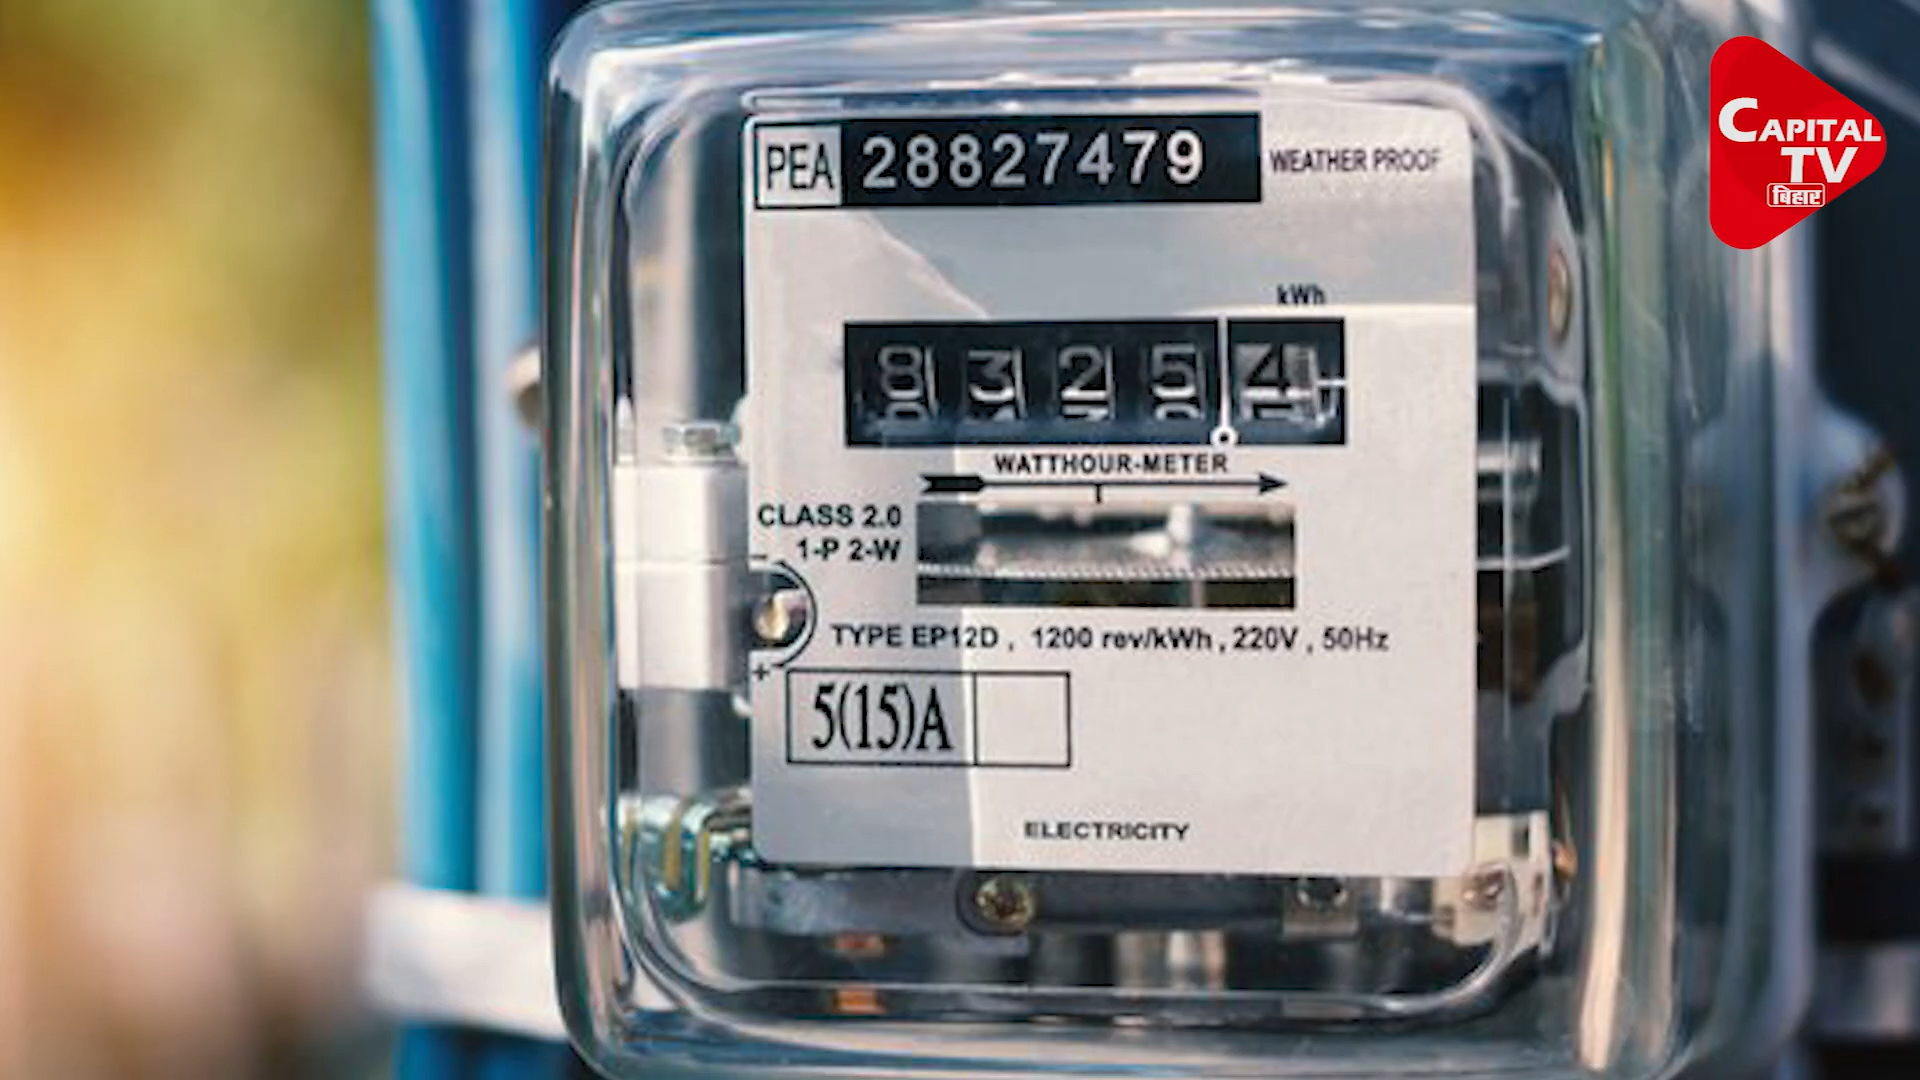 PEA 28827479 WEATHER PROOF
CAPITAL
TV
बिहार
kWh
8 3 2 5 4
WATTHOUR-METER
CLASS 2.0
1-P 2-W
TYPE EP12D , 1200 rev/kWh , 220V , 50Hz
+
5(15)A
ELECTRICITY